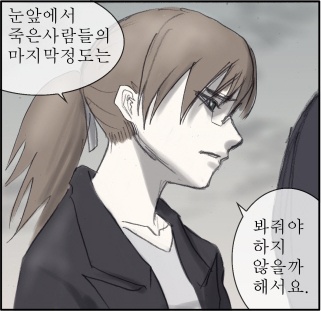 눈앞에서
죽은사람들의
마지막정도는
봐줘야
하지
않을까
해서요.